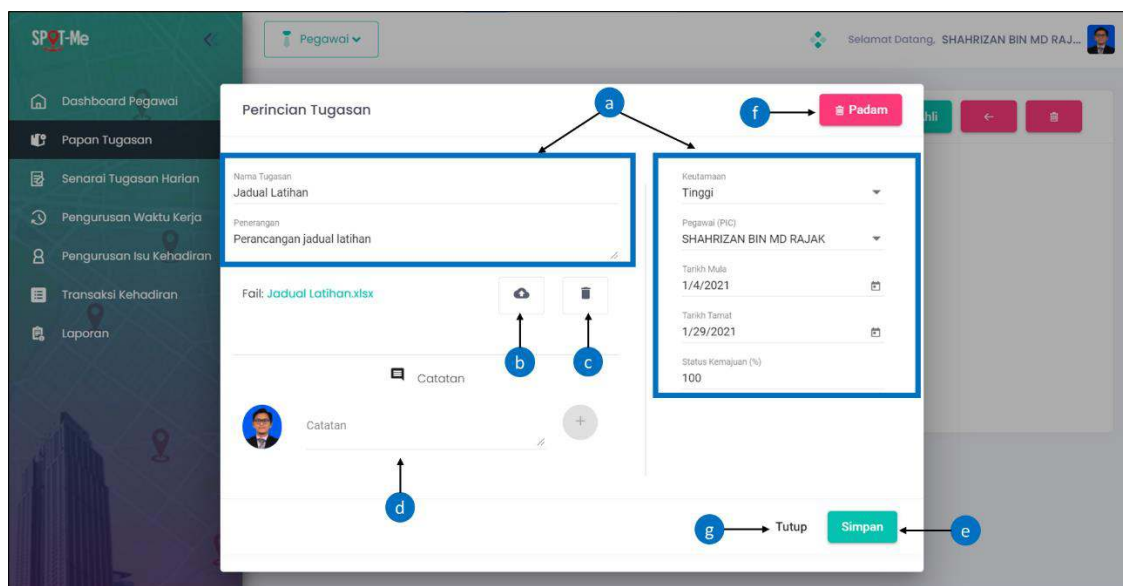 SPOT-Me
Pegawai
Selamat Datang, SHAHRIZAN BIN MD RAJ...
Dashboard Pegawai
Papan Tugasan
Senarai Tugasan Harian
Pengurusan Waktu Kerja
Pengurusan Isu Kehadiran
Transaksi Kehadiran
Laporan
Perincian Tugasan
a
f
Padam
hli
Nama Tugasan
Jadual Latihan
Penerangan
Perancangan jadual latihan
Fail: Jadual Latihan.xlsx
b
c
Catatan
Catatan
d
Keutamaan
Tinggi
Pegawai (PIC)
SHAHRIZAN BIN MD RAJAK
Tarikh Mula
1/4/2021
Tarikh Tamat
1/29/2021
Status Kemajuan (%)
100
g
Tutup
Simpan
e